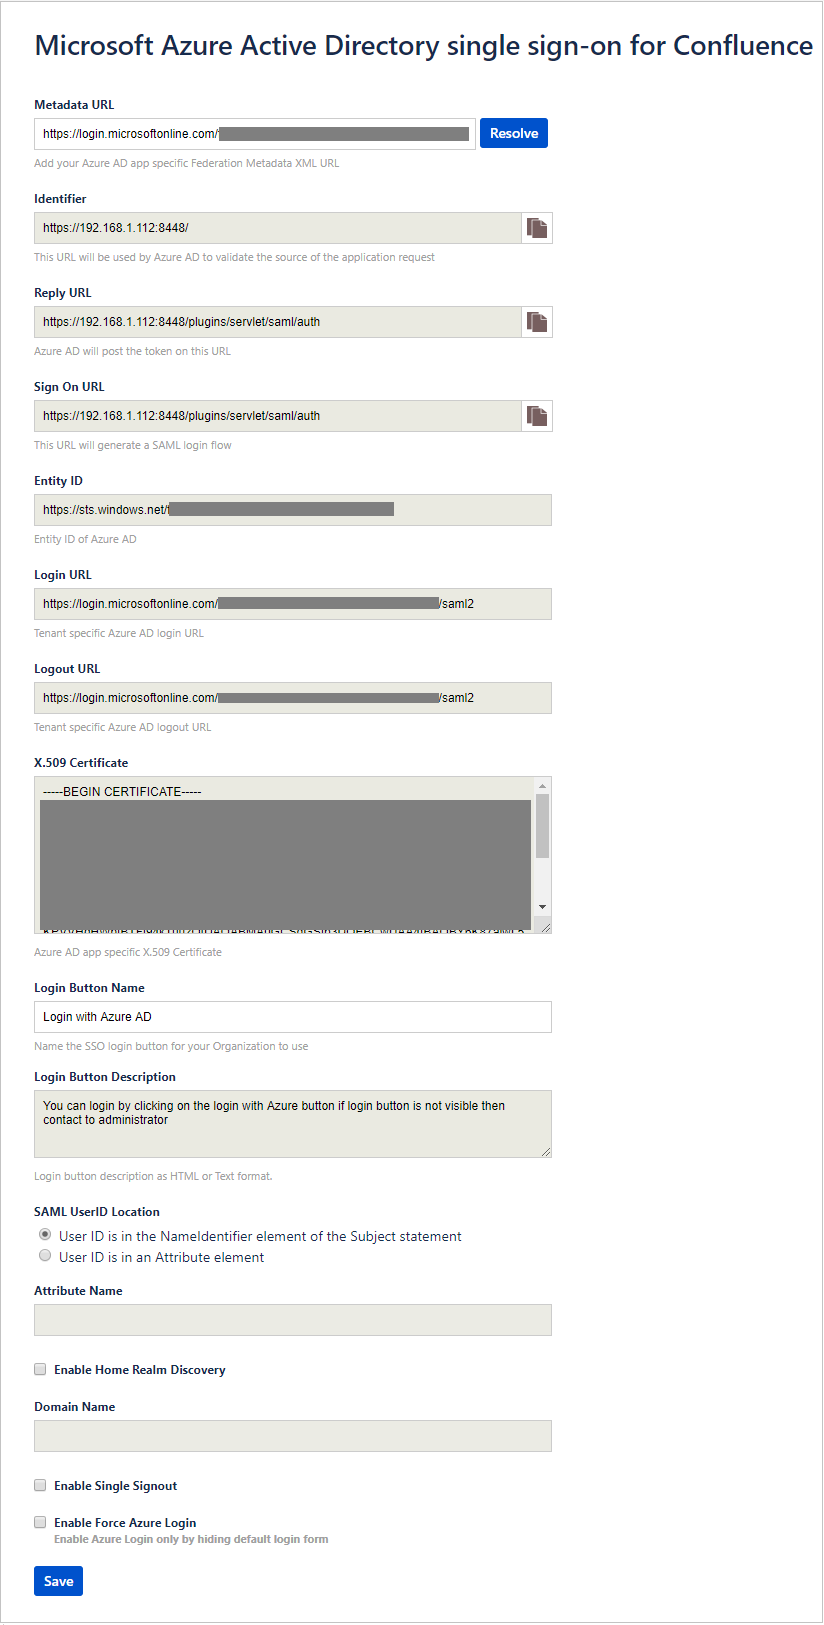 Microsoft Azure Active Directory single sign-on for Confluence
Metadata URL
https://login.microsoftonline.com/
Resolve
Add your Azure AD app specific Federation Metadata XML URL
Identifier
https://192.168.1.112:8448/
This URL will be used by Azure AD to validate the source of the application request
Reply URL
https://192.168.1.112:8448/plugins/servlet/saml/auth
Azure AD will post the token on this URL
Sign On URL
https://192.168.1.112:8448/plugins/servlet/saml/auth
This URL will generate a SAML login flow
Entity ID
https://sts.windows.net/
Entity ID of Azure AD
Login URL
https://login.microsoftonline.com/ /saml2
Tenant specific Azure AD login URL
Logout URL
https://login.microsoftonline.com/ /saml2
Tenant specific Azure AD logout URL
X.509 Certificate
-----BEGIN CERTIFICATE-----
Azure AD app specific X.509 Certificate
Login Button Name
Login with Azure AD
Name the SSO login button for your Organization to use
Login Button Description
You can login by clicking on the login with Azure button if login button is not visible then
contact to administrator
Login button description as HTML or Text format.
SAML UserID Location
User ID is in the NameIdentifier element of the Subject statement
User ID is in an Attribute element
Attribute Name
Enable Home Realm Discovery
Domain Name
Enable Single Signout
Enable Force Azure Login
Enable Azure Login only by hiding default login form
Save